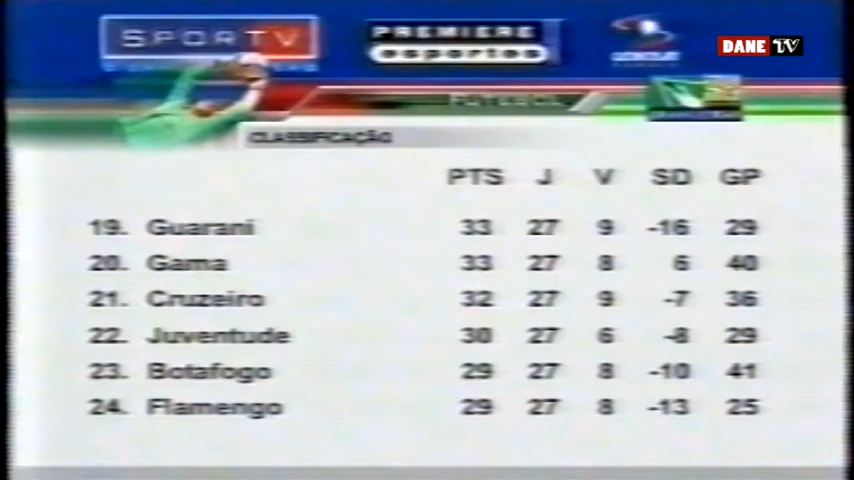 SPORTV
PREMIERE
esportes
DANE TV
FUTEBOL
CLASSIFICAÇÃO
PTS J V SD GP
19. Guarani 33 27 9 -16 29
20. Gama 33 27 8 6 40
21. Cruzeiro 32 27 9 -7 36
22. Juventude 30 27 6 -8 29
23. Botafogo 29 27 8 -10 41
24. Flamengo 29 27 8 -13 25